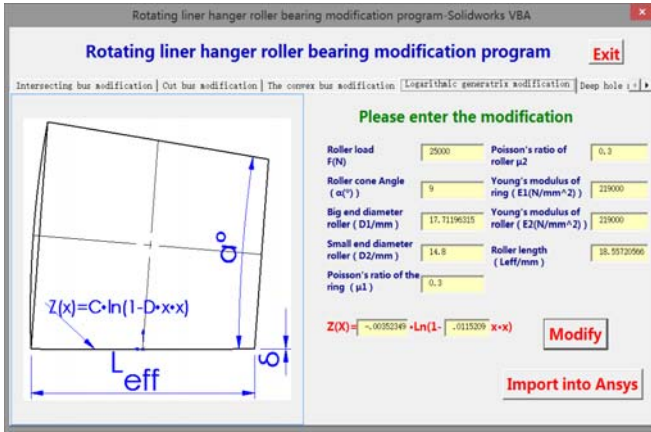 Rotating liner hanger roller bearing modification program-Solidworks VBA
Rotating liner hanger roller bearing modification program
Exit
Intersecting bus modification
Cut bus modification
The convex bus modification
Logarithmic generatrix modification
Deep hole
Please enter the modification
Roller load F(N)
25000
Poisson's ratio of roller μ2
0.3
Roller cone Angle (α(°))
9
Young's modulus of ring (E1(N/mm^2))
219000
Big end diameter roller (D1/mm)
17.71196315
Young's modulus of roller (E2(N/mm^2))
219000
Small end diameter roller (D2/mm)
14.8
Roller length (Leff/mm)
18.55720566
Poisson's ratio of the ring (μ1)
0.3
Z(X)= -.00352349 •Ln(1- .0115209 x•x)
Modify
Import into Ansys
Z(x)=C•ln(1-D•x•x)
α°
L eff
δ